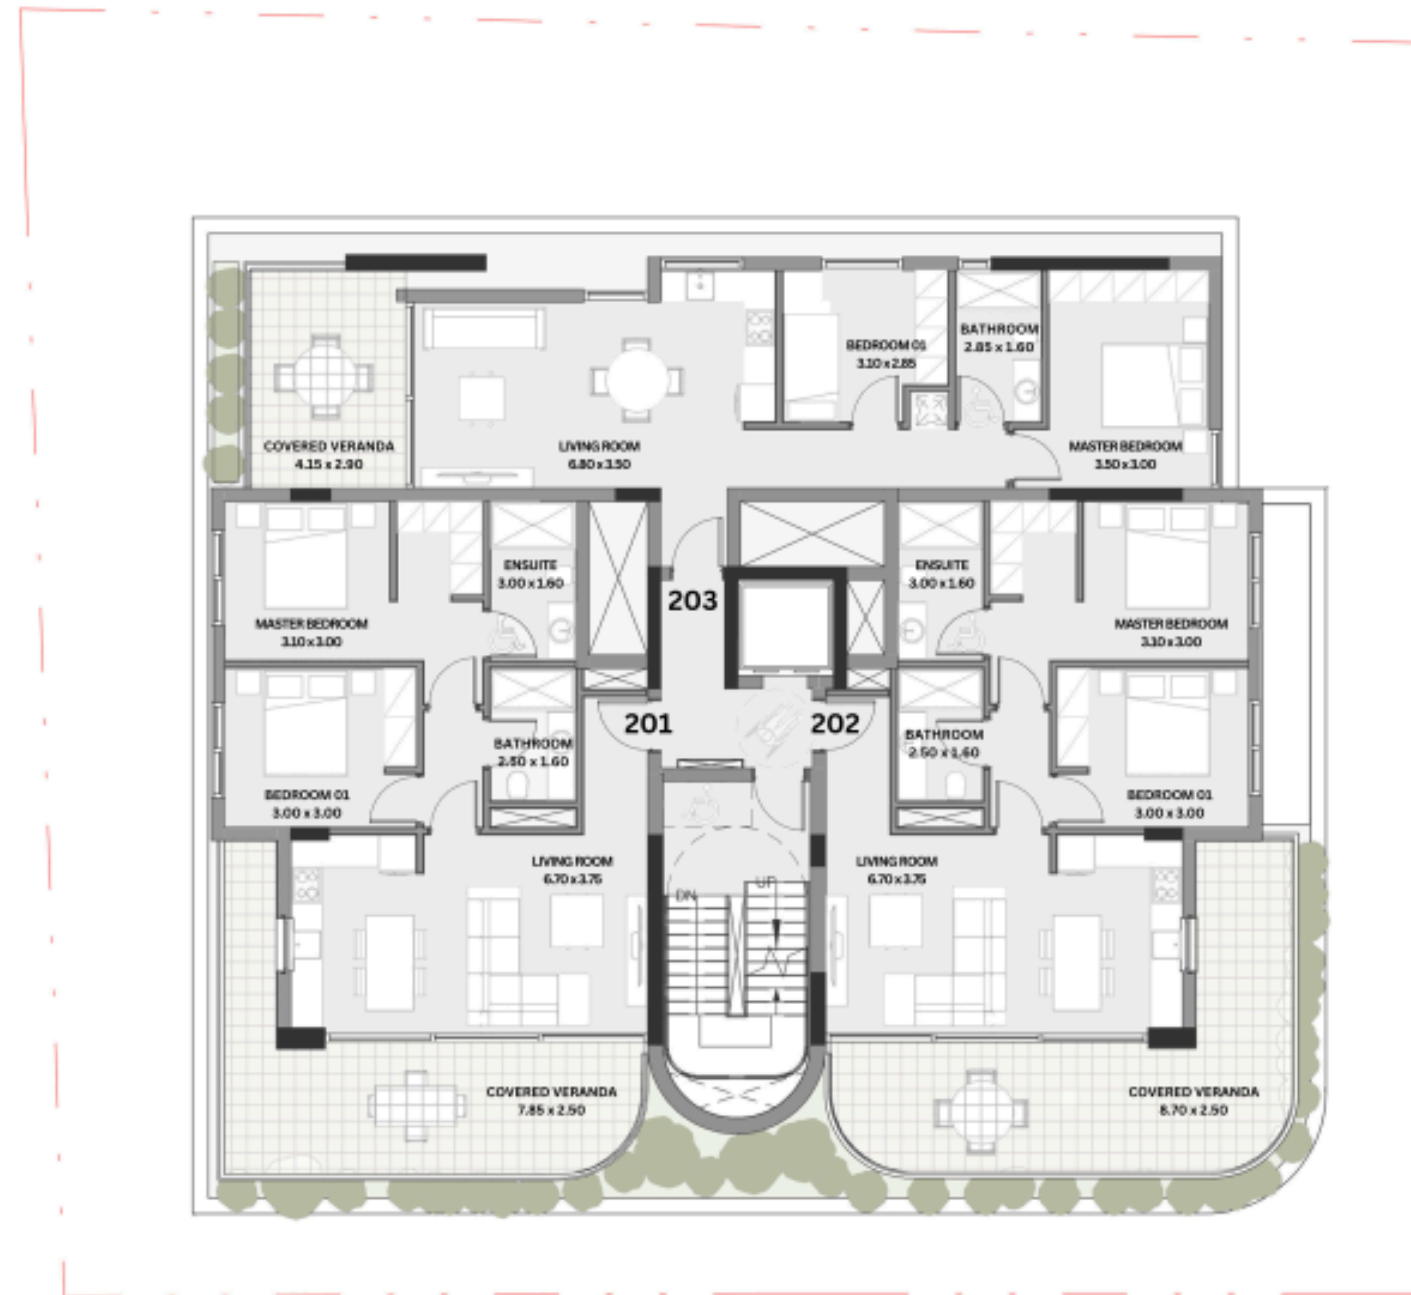 BEDROOM 01
3.10 x 2.85
BATHROOM
2.85 x 1.60
COVERED VERANDA
4.15 x 2.90
LIVING ROOM
6.80 x 3.50
MASTER BEDROOM
3.50 x 3.00
ENSUITE
3.00 x 1.60
ENSUITE
3.00 x 1.60
203
MASTER BEDROOM
3.10 x 3.00
MASTER BEDROOM
3.10 x 3.00
201
202
BATHROOM
2.50 x 1.60
BATHROOM
2.50 x 1.60
BEDROOM 01
3.00 x 3.00
BEDROOM 01
3.00 x 3.00
LIVING ROOM
6.70 x 3.75
LIVING ROOM
6.70 x 3.75
DN
UP
COVERED VERANDA
7.85 x 2.50
COVERED VERANDA
8.70 x 2.50